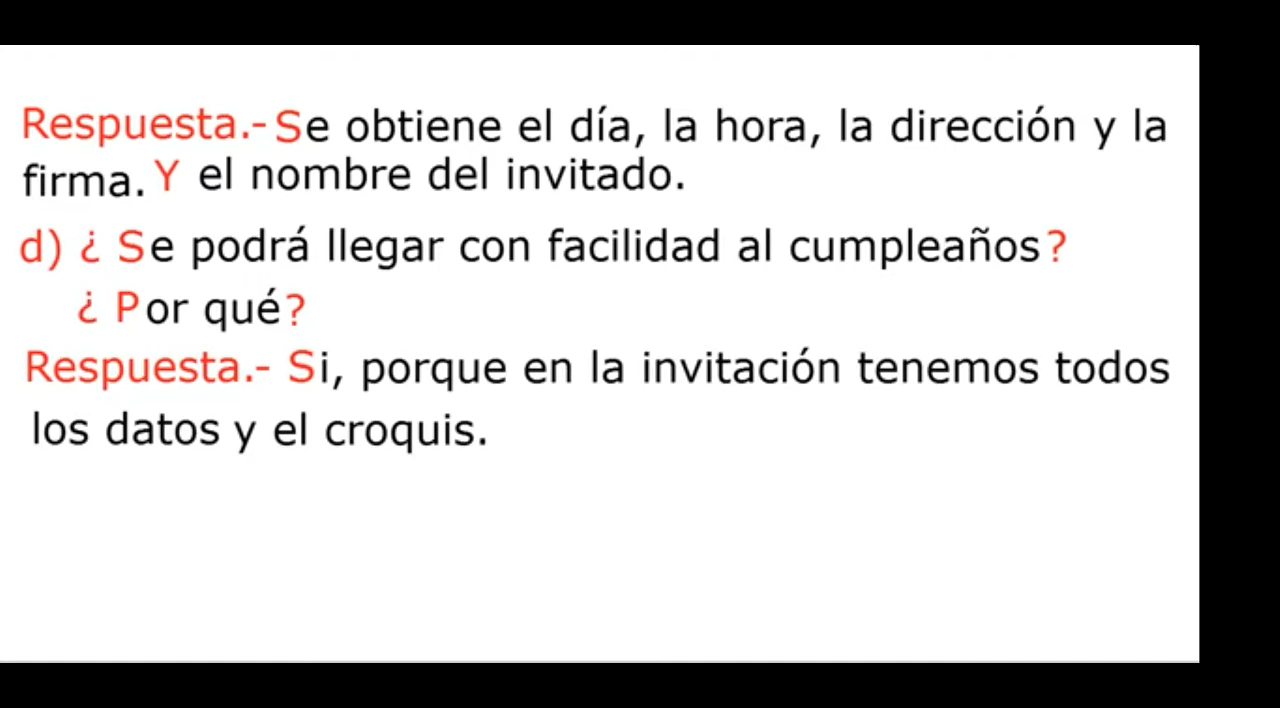 Respuesta.- Se obtiene el día, la hora, la dirección y la
firma. Y el nombre del invitado.
d) ¿ Se podrá llegar con facilidad al cumpleaños?
¿ Por qué?
Respuesta.- Si, porque en la invitación tenemos todos
los datos y el croquis.